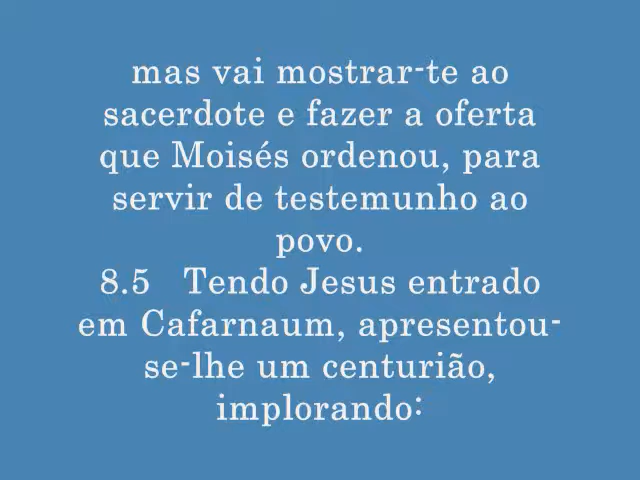 mas vai mostrar-te ao
sacerdote e fazer a oferta
que Moisés ordenou, para
servir de testemunho ao
povo.
8.5   Tendo Jesus entrado
em Cafarnaum, apresentou-
se-lhe um centurião,
implorando: